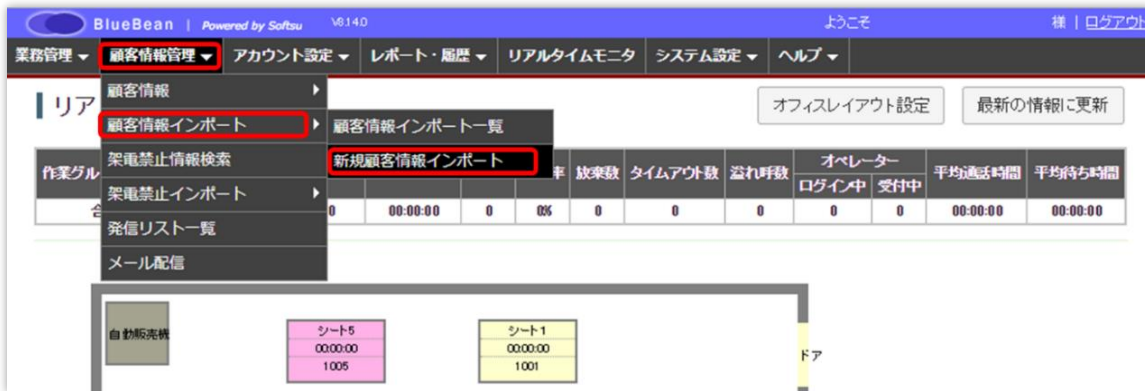 BlueBean | Powered by Softsu V8.14.0 ようこそ 様 | ログアウト
業務管理 顧客情報管理 アカウント設定 レポート・履歴 リアルタイムモニタ システム設定 ヘルプ
顧客情報
リア オフィスレイアウト設定 最新の情報に更新
顧客情報インポート 顧客情報インポート一覧
架電禁止情報検索 新規顧客情報インポート
作業グル 率 放棄数 タイムアウト数 溢れ呼数 オペレーター 平均通話時間 平均待ち時間
ログイン中 受付中
架電禁止インポート
0 00:00:00 0 0% 0 0 0 0 0 00:00:00 00:00:00
発信リスト一覧
メール配信
自動販売機 シート5 シート1
00:00:00 00:00:00
1005 1001
ドア